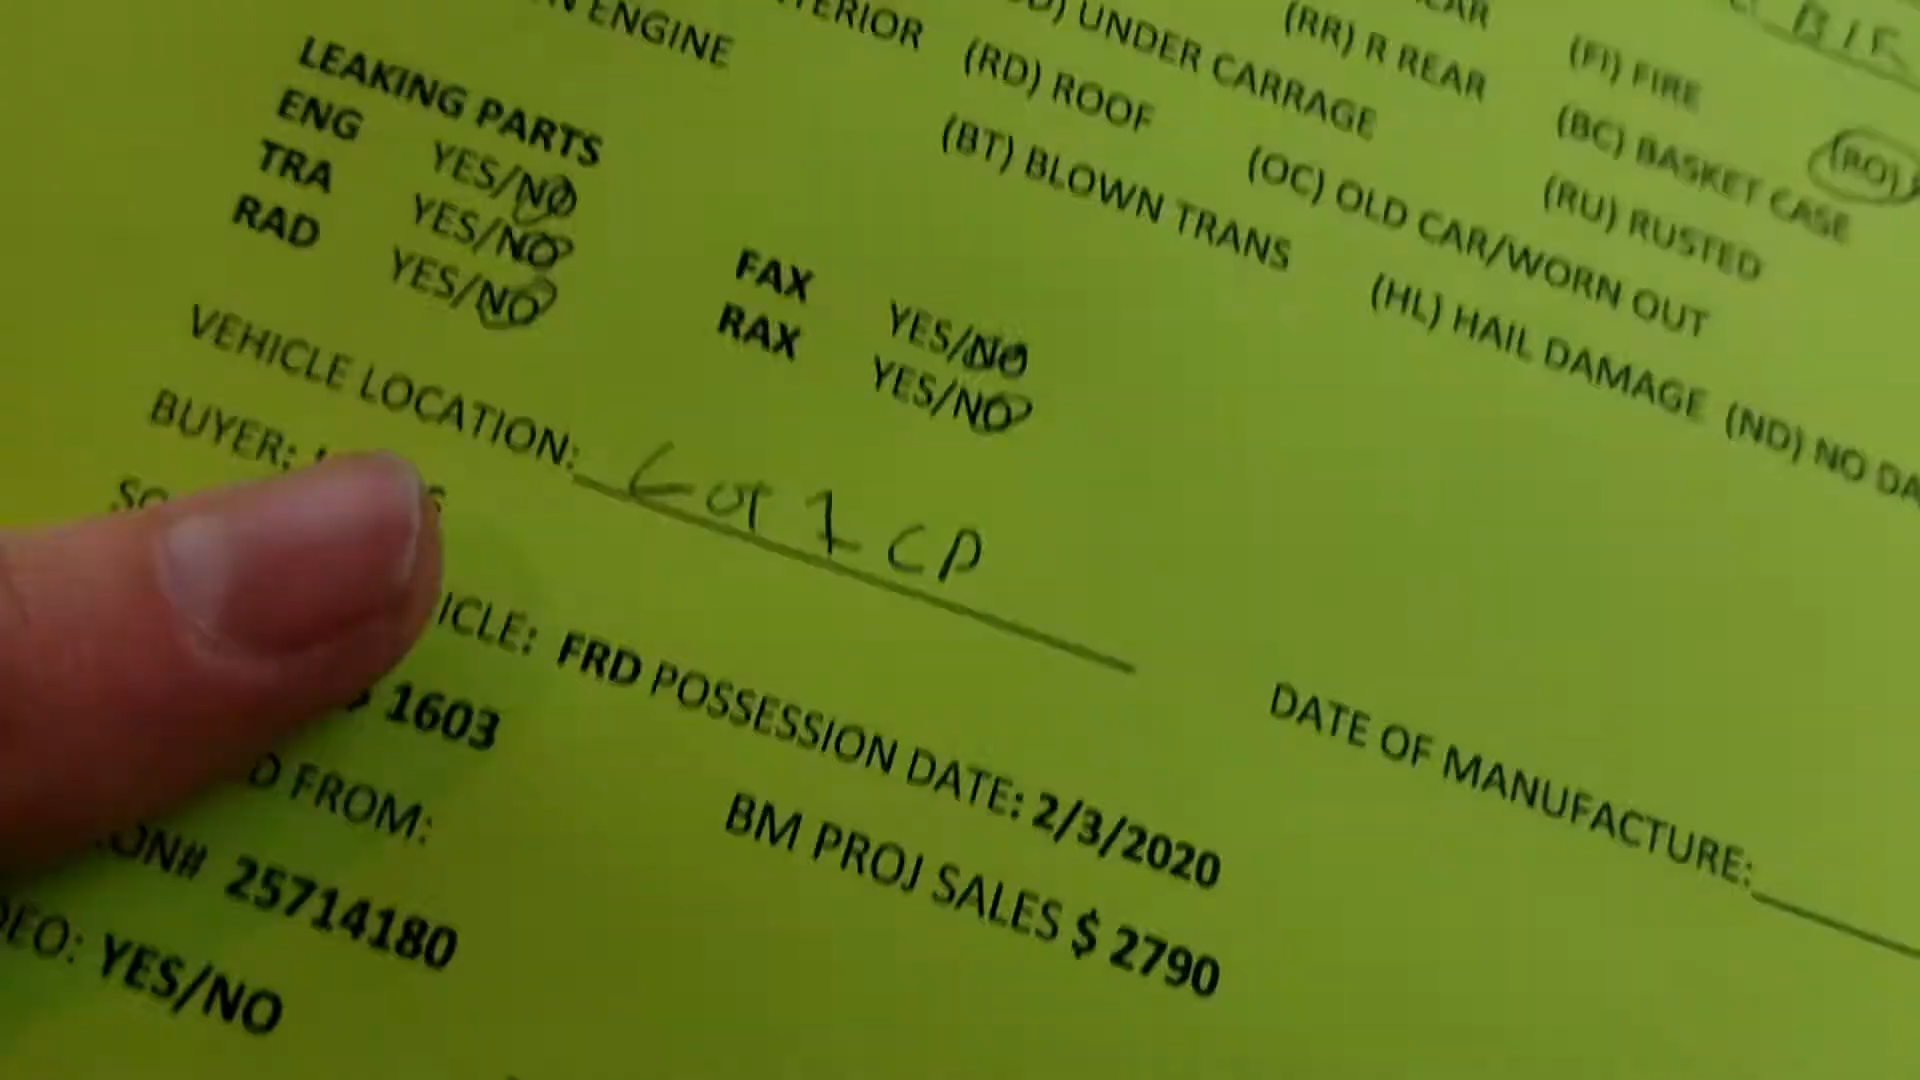 ENGINE
(RR) R REAR
(FI) FIRE
UNDER CARRAGE
(RD) ROOF
(BC) BASKET CASE
(RO)
(BT) BLOWN TRANS
(OC) OLD CAR/WORN OUT
(RU) RUSTED
(HL) HAIL DAMAGE (ND) NO DA
LEAKING PARTS
ENG YES/NO
TRA YES/NO
RAD YES/NO
FAX YES/NO
RAX YES/NO
VEHICLE LOCATION: Lot 1 CP
BUYER:
ICLE: FRD POSSESSION DATE: 2/3/2020
DATE OF MANUFACTURE:
1603
D FROM:
BM PROJ SALES $ 2790
ON# 25714180
DEO: YES/NO